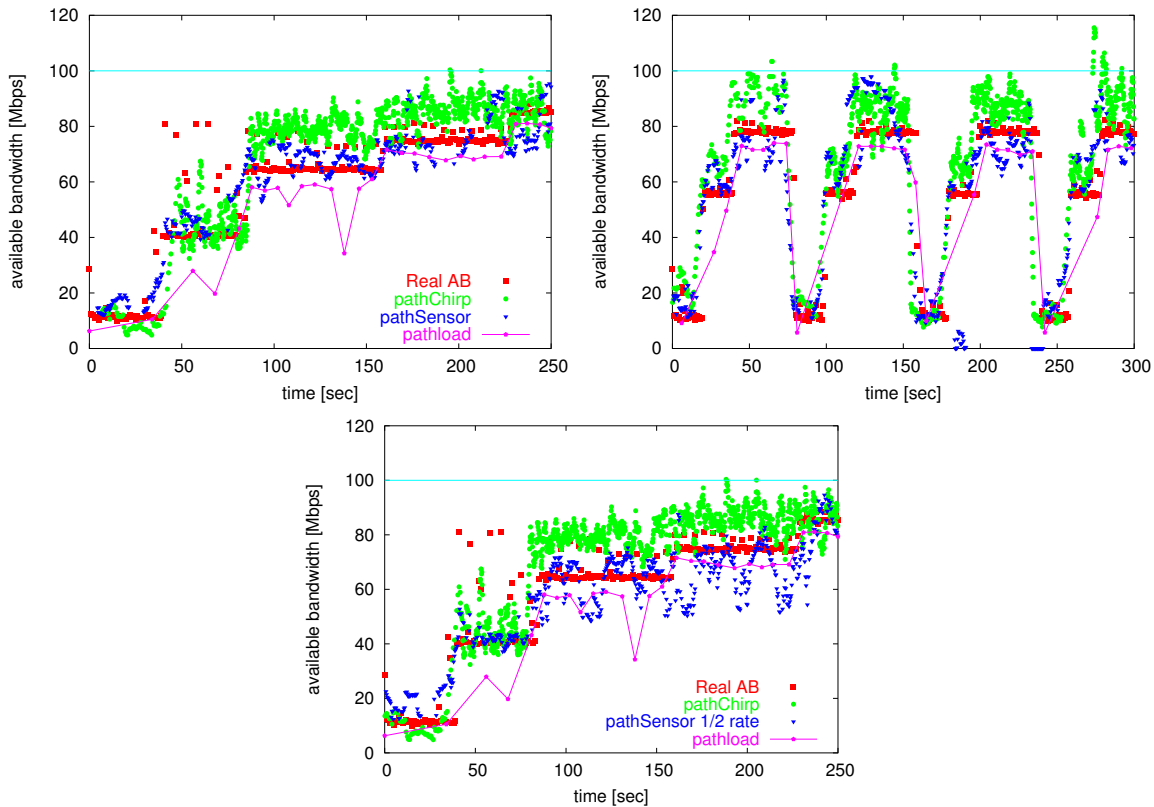 120
100
80
60
40
20
0
available bandwidth [Mbps]
0 50 100 150 200 250
time [sec]
Real AB
pathChirp
pathSensor
pathload
120
100
80
60
40
20
0
available bandwidth [Mbps]
0 50 100 150 200 250 300
time [sec]
120
100
80
60
40
20
0
available bandwidth [Mbps]
0 50 100 150 200 250
time [sec]
Real AB
pathChirp
pathSensor 1/2 rate
pathload